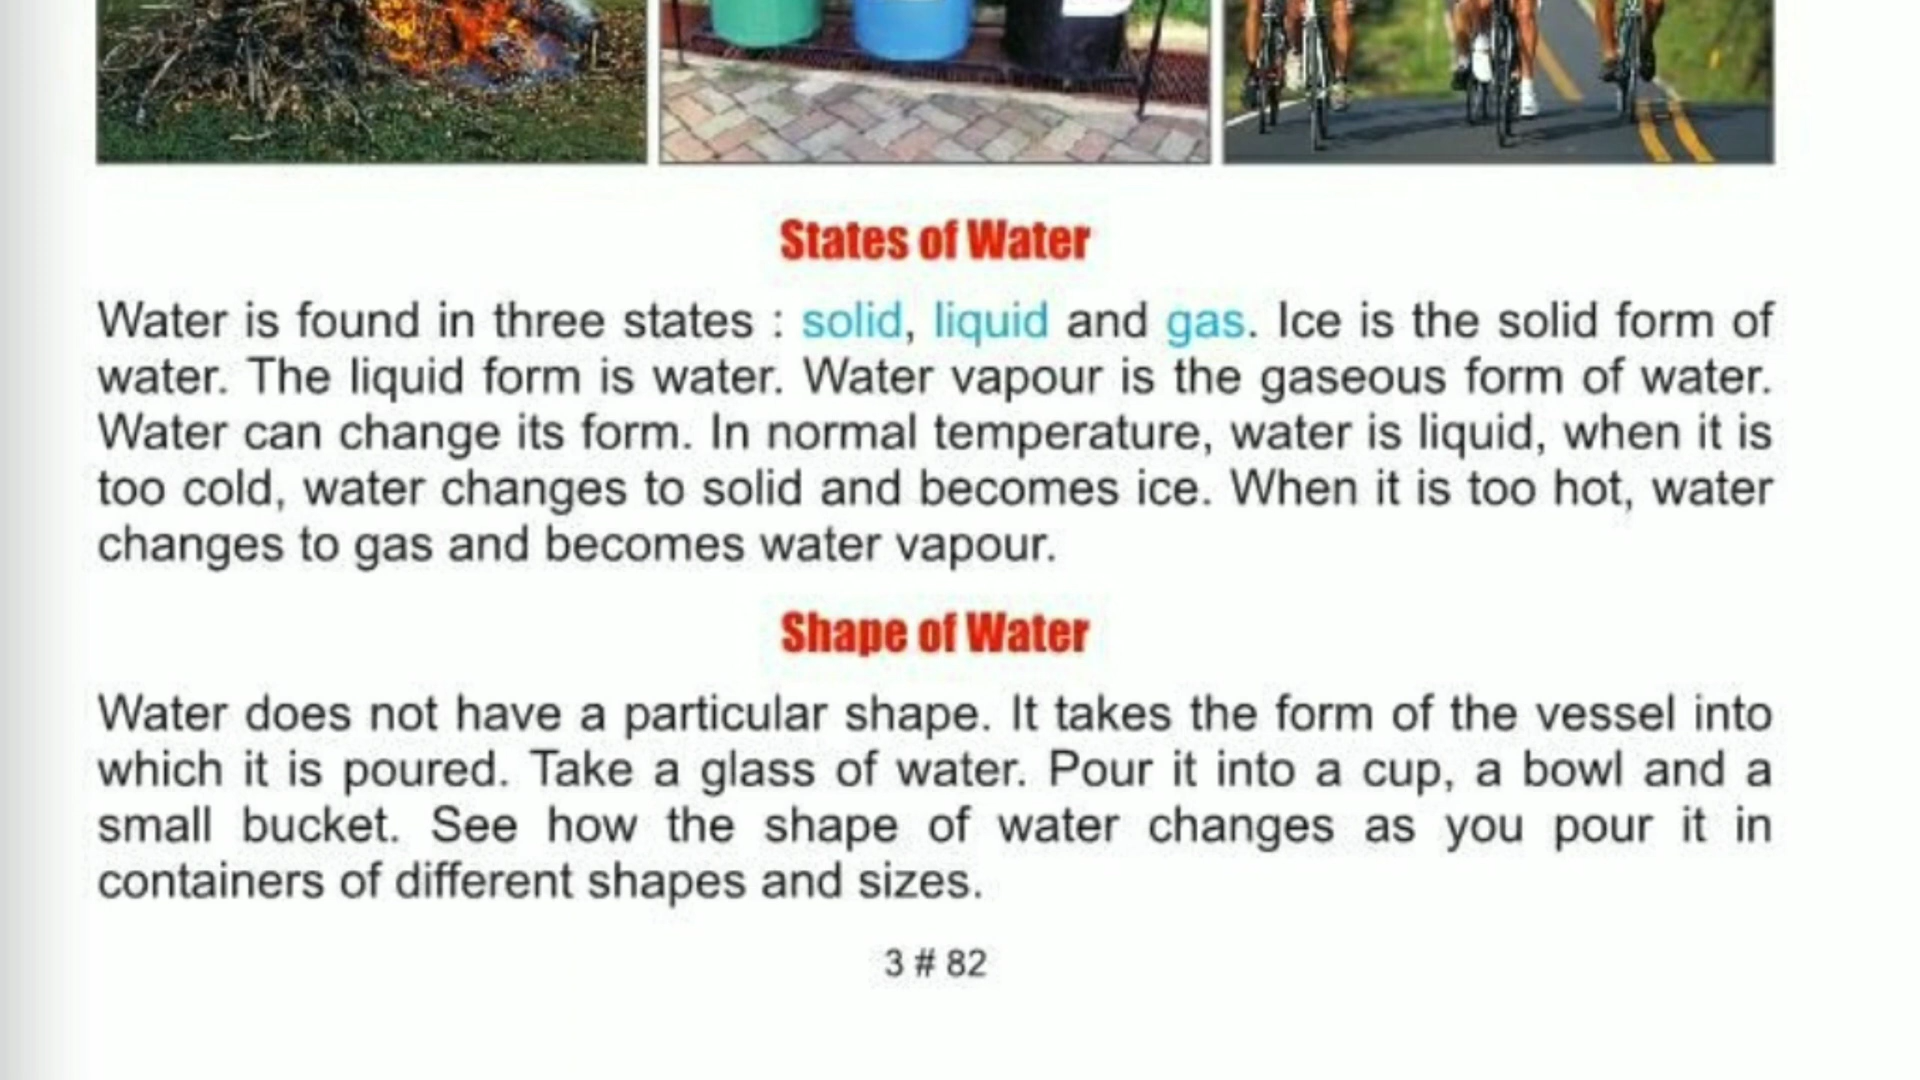 States of Water
Water is found in three states : solid, liquid and gas. Ice is the solid form of
water. The liquid form is water. Water vapour is the gaseous form of water.
Water can change its form. In normal temperature, water is liquid, when it is
too cold, water changes to solid and becomes ice. When it is too hot, water
changes to gas and becomes water vapour.
Shape of Water
Water does not have a particular shape. It takes the form of the vessel into
which it is poured. Take a glass of water. Pour it into a cup, a bowl and a
small bucket. See how the shape of water changes as you pour it in
containers of different shapes and sizes.
3 # 82